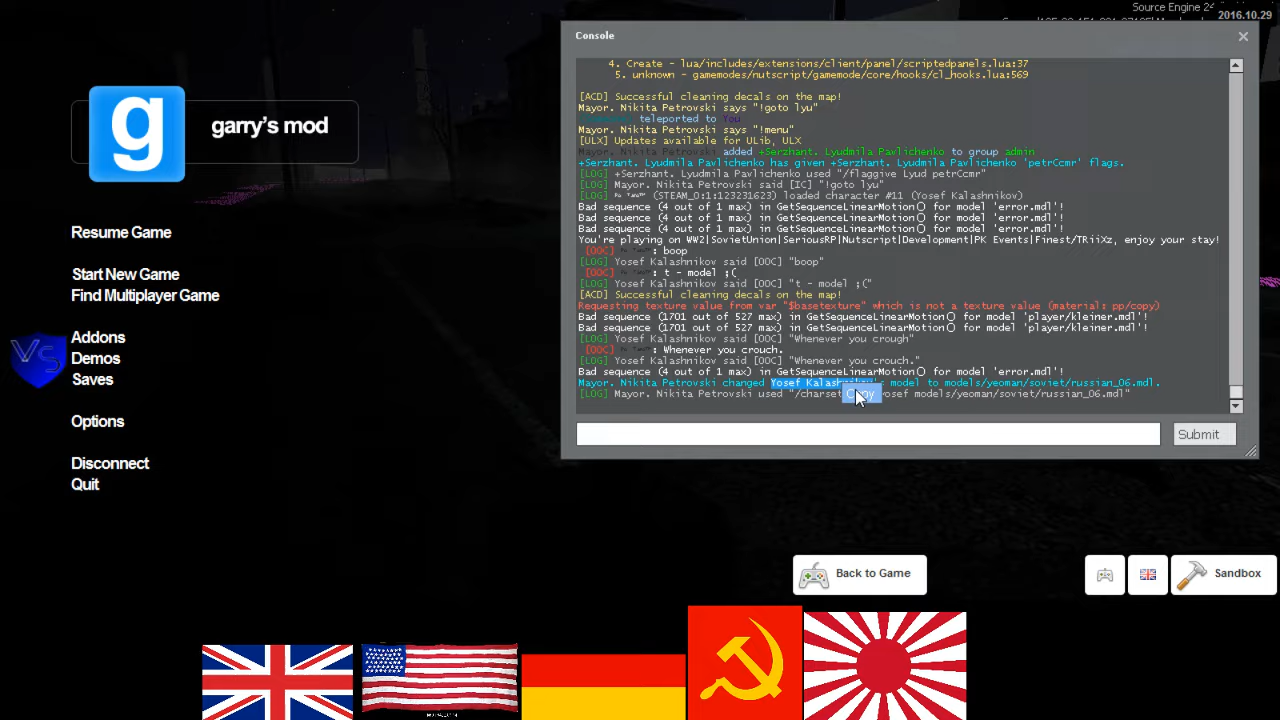 Source Engine 24
2016.10.29
Console
4. Create - lua/includes/extensions/client/panel/scriptedpanels.lua:37
5. unknown - gamemodes/nutscript/gamemode/core/hooks/cl_hooks.lua:569
[ACD] Successful cleaning decals on the map!
Mayor. Nikita Petrovski says "!goto lyu"
teleported to You
Mayor. Nikita Petrovski says "!menu"
[ULX] Updates available for ULib, ULX
Mayor. Nikita Petrovski added +Serzhant. Lyudmila Pavlichenko to group admin
+Serzhant. Lyudmila Pavlichenko has given +Serzhant. Lyudmila Pavlichenko 'petrCcmr' flags.
[LOG] +Serzhant. Lyudmila Pavlichenko used "/flaggive Lyud petrCcmr"
[LOG] Mayor. Nikita Petrovski said [IC] "!goto lyu"
[LOG] (STEAM_0:1:123231623) loaded character #11 (Yosef Kalashnikov)
Bad sequence (4 out of 1 max) in GetSequenceLinearMotion() for model 'error.mdl'!
Bad sequence (4 out of 1 max) in GetSequenceLinearMotion() for model 'error.mdl'!
Bad sequence (4 out of 1 max) in GetSequenceLinearMotion() for model 'error.mdl'!
You're playing on WW2|SovietUnion|SeriousRP|Nutscript|Development|PK Events|Finest/TRiiXz, enjoy your stay!
[OOC] : boop
[LOG] Yosef Kalashnikov said [OOC] "boop"
[OOC] : t - model ;(
[LOG] Yosef Kalashnikov said [OOC] "t - model ;("
[ACD] Successful cleaning decals on the map!
Requesting texture value from var "$basetexture" which is not a texture value (material: pp/copy)
Bad sequence (1701 out of 527 max) in GetSequenceLinearMotion() for model 'player/kleiner.mdl'!
Bad sequence (1701 out of 527 max) in GetSequenceLinearMotion() for model 'player/kleiner.mdl'!
[LOG] Yosef Kalashnikov said [OOC] "Whenever you crough"
[OOC] : Whenever you crouch.
[LOG] Yosef Kalashnikov said [OOC] "Whenever you crouch."
Bad sequence (4 out of 1 max) in GetSequenceLinearMotion() for model 'error.mdl'!
Mayor. Nikita Petrovski changed Yosef Kalashnikov's model to models/yeoman/soviet/russian_06.mdl.
[LOG] Mayor. Nikita Petrovski used "/charset Copy yosef models/yeoman/soviet/russian_06.mdl"
Submit
g
garry's mod
Resume Game
Start New Game
Find Multiplayer Game
Addons
VS
Demos
Saves
Options
Disconnect
Quit
Back to Game
Sandbox